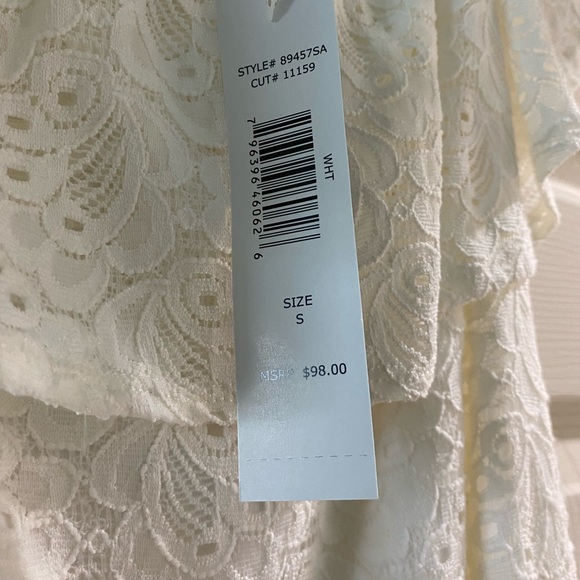 STYLE# 89457SA
CUT# 11159
WHT
7 96396 46062 6
SIZE
S
MSRP $98.00